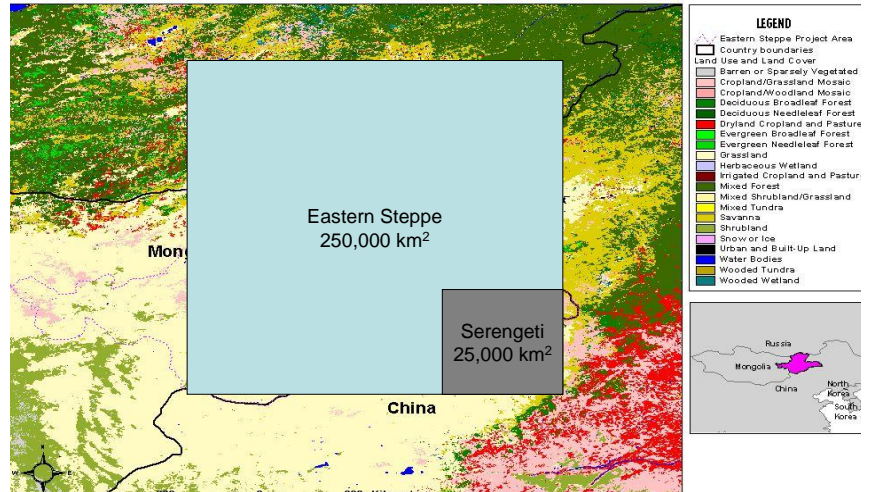 Eastern Steppe
250,000 km²
Mon
Serengeti
25,000 km²
China
LEGEND
Eastern Steppe Project Area
Country boundaries
Land Use and Land Cover
Barren or Sparsely Vegetated
Cropland/Grassland Mosaic
Cropland/Woodland Mosaic
Deciduous Broadleaf Forest
Deciduous Needleleaf Forest
Dryland Cropland and Pasture
Evergreen Broadleaf Forest
Evergreen Needleleaf Forest
Grassland
Herbaceous Wetland
Irrigated Cropland and Pasture
Mixed Forest
Mixed Shrubland/Grassland
Mixed Tundra
Savanna
Shrubland
Snow or Ice
Urban and Built-Up Land
Water Bodies
Wooded Tundra
Wooded Wetland
Russia
Mongolia
China
North
Korea
South
Korea
N
W E